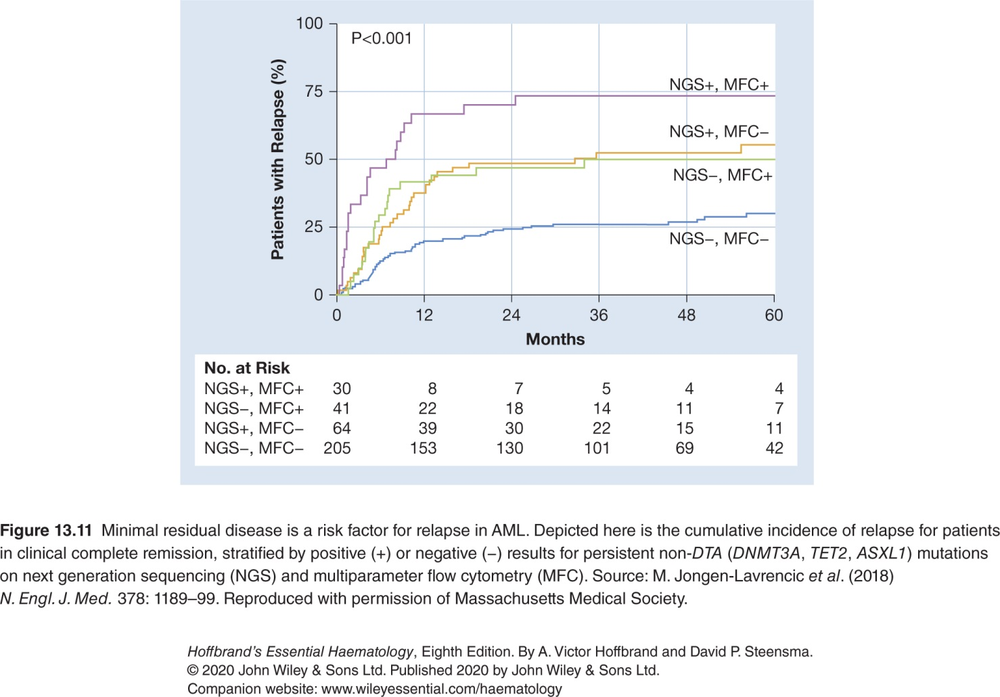 100
P<0.001
75
50
25
0
Patients with Relapse (%)
NGS+, MFC+
NGS+, MFC−
NGS−, MFC+
NGS−, MFC−
0 12 24 36 48 60
Months
No. at Risk
NGS+, MFC+ 30 8 7 5 4 4
NGS−, MFC+ 41 22 18 14 11 7
NGS+, MFC− 64 39 30 22 15 11
NGS−, MFC− 205 153 130 101 69 42
Figure 13.11 Minimal residual disease is a risk factor for relapse in AML. Depicted here is the cumulative incidence of relapse for patients
in clinical complete remission, stratified by positive (+) or negative (−) results for persistent non-DTA (DNMT3A, TET2, ASXL1) mutations
on next generation sequencing (NGS) and multiparameter flow cytometry (MFC). Source: M. Jongen-Lavrencic et al. (2018)
N. Engl. J. Med. 378: 1189–99. Reproduced with permission of Massachusetts Medical Society.
Hoffbrand’s Essential Haematology, Eighth Edition. By A. Victor Hoffbrand and David P. Steensma.
© 2020 John Wiley & Sons Ltd. Published 2020 by John Wiley & Sons Ltd.
Companion website: www.wileyessential.com/haematology